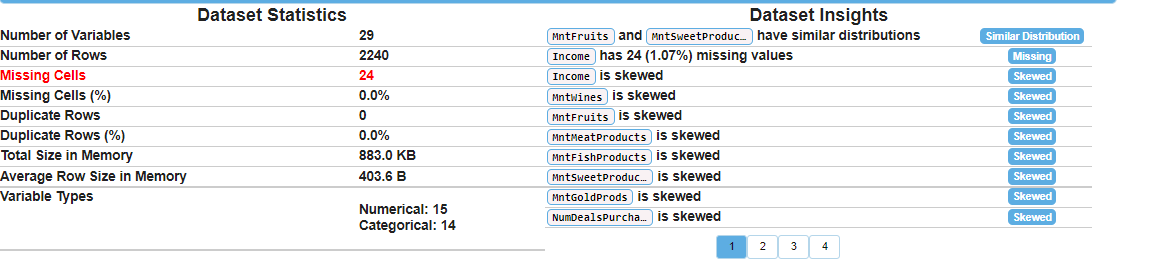 Dataset Statistics
Number of Variables 29
Number of Rows 2240
Missing Cells 24
Missing Cells (%) 0.0%
Duplicate Rows 0
Duplicate Rows (%) 0.0%
Total Size in Memory 883.0 KB
Average Row Size in Memory 403.6 B
Variable Types
Numerical: 15
Categorical: 14
Dataset Insights
MntFruits and MntSweetProduc… have similar distributions Similar Distribution
Income has 24 (1.07%) missing values Missing
Income is skewed Skewed
MntWines is skewed Skewed
MntFruits is skewed Skewed
MntMeatProducts is skewed Skewed
MntFishProducts is skewed Skewed
MntSweetProduc… is skewed Skewed
MntGoldProds is skewed Skewed
NumDealsPurcha… is skewed Skewed
1 2 3 4